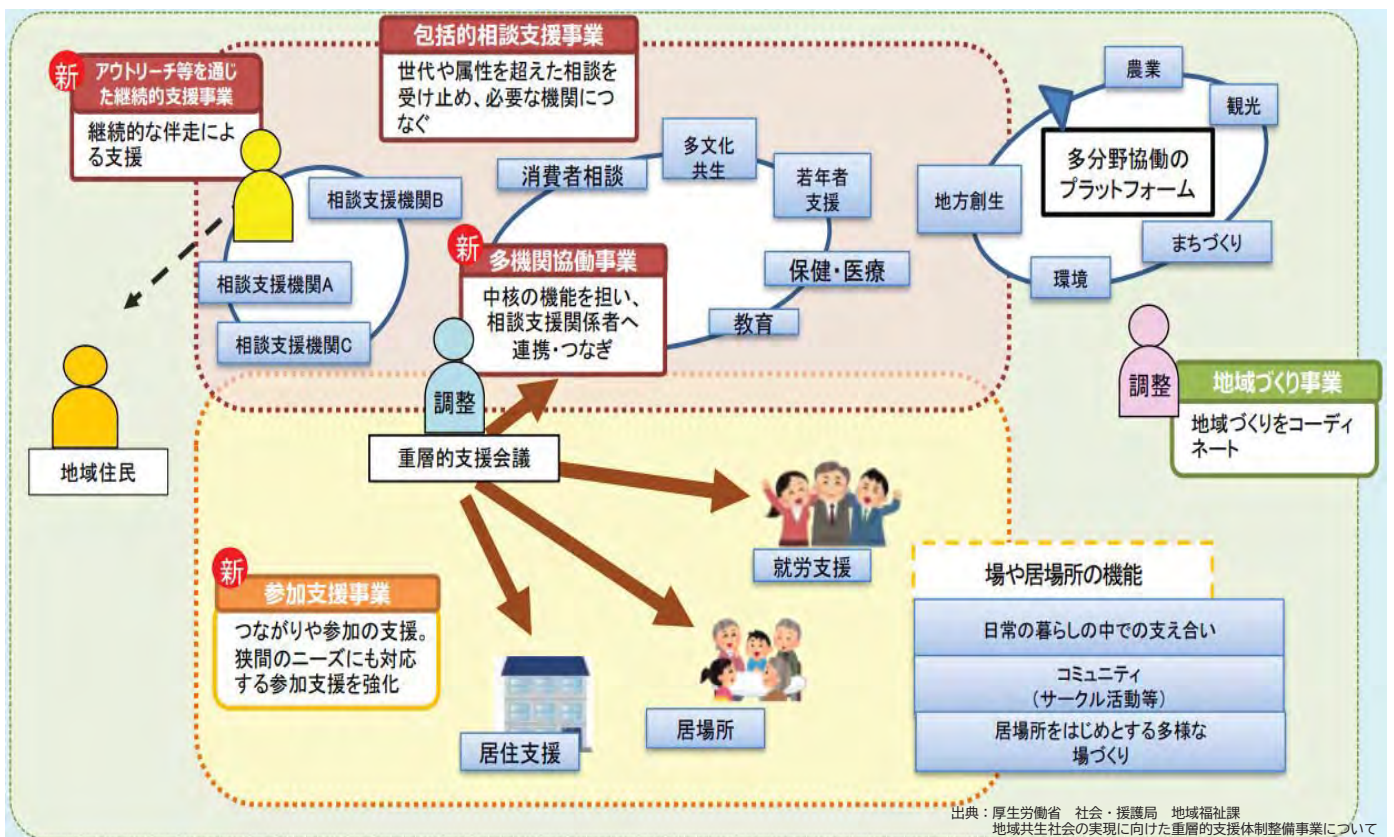 包括的相談支援事業
世代や属性を超えた相談を
受け止め、必要な機関につ
なぐ
新
アウトリーチ等を通じ
た継続的支援事業
継続的な伴走によ
る支援
相談支援機関B
相談支援機関A
相談支援機関C
消費者相談
多文化
共生
若年者
支援
保健・医療
教育
新
多機関協働事業
中核の機能を担い、
相談支援関係者へ
連携・つなぎ
農業
観光
多分野協働の
プラットフォーム
地方創生
まちづくり
環境
調整
地域づくり事業
地域づくりをコーディ
ネート
地域住民
調整
重層的支援会議
就労支援
新
参加支援事業
つながりや参加の支援。
狭間のニーズにも対応
する参加支援を強化
居住支援
居場所
場や居場所の機能
日常の暮らしの中での支え合い
コミュニティ
(サークル活動等)
居場所をはじめとする多様な
場づくり
出典：厚生労働省 社会・援護局 地域福祉課
地域共生社会の実現に向けた重層的支援体制整備事業について